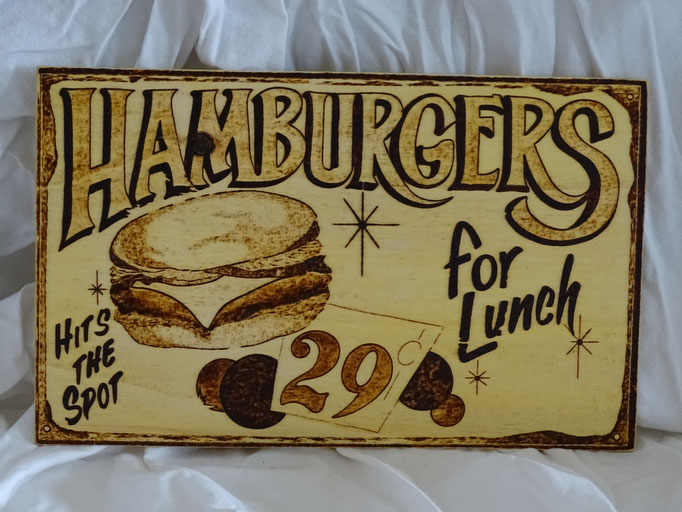 HAMBURGERS
for
Lunch
HITS
THE
SPOT
29¢